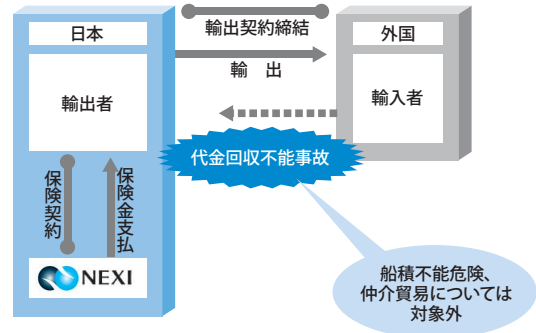 日本
輸出契約締結
外国
輸 出
輸出者
輸入者
代金回収不能事故
保険契約
保険金支払
NEXI
船積不能危険、
仲介貿易については
対象外